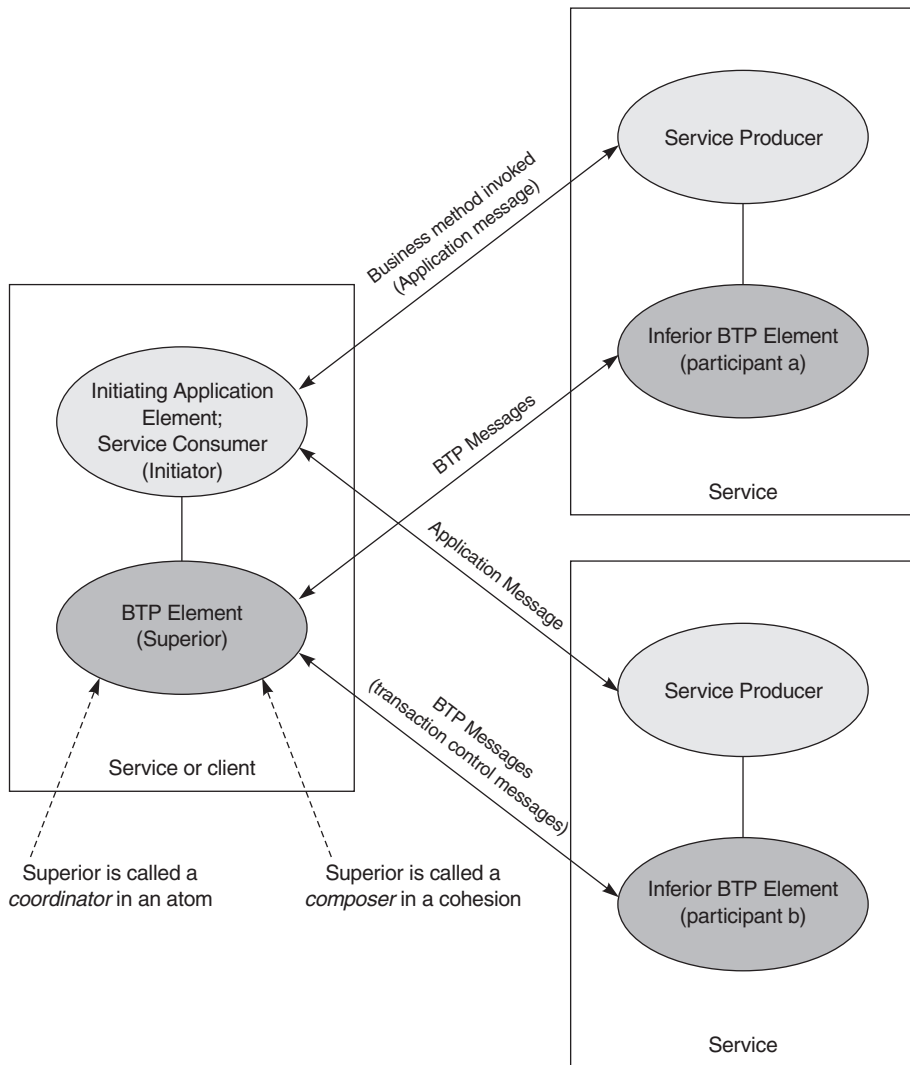 Service Producer
Inferior BTP Element
(participant a)
Service
Business method invoked
(Application message)
BTP Messages
Initiating Application
Element;
Service Consumer
(Initiator)
BTP Element
(Superior)
Service or client
Application Message
BTP Messages
(transaction control messages)
Service Producer
Inferior BTP Element
(participant b)
Service
Superior is called a
coordinator in an atom
Superior is called a
composer in a cohesion